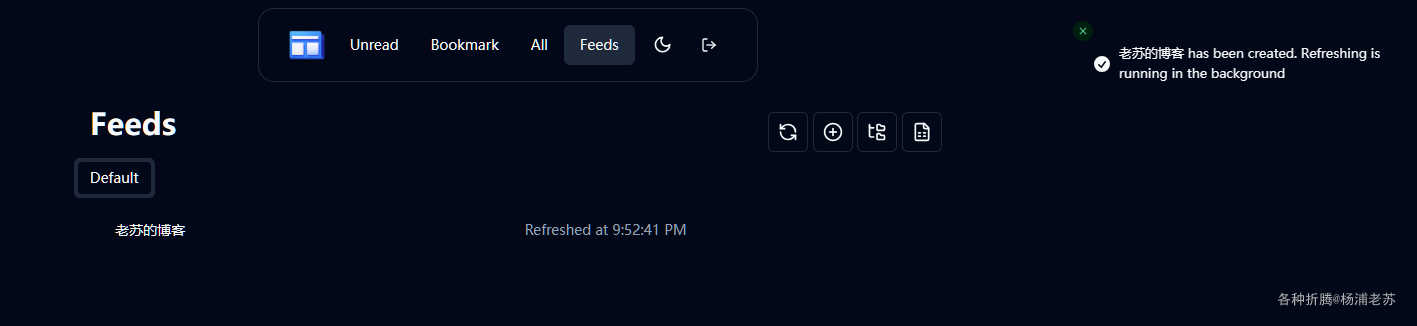 Unread Bookmark All Feeds
老苏的博客 has been created. Refreshing is
running in the background
Feeds
Default
老苏的博客 Refreshed at 9:52:41 PM
各种折腾@杨浦老苏